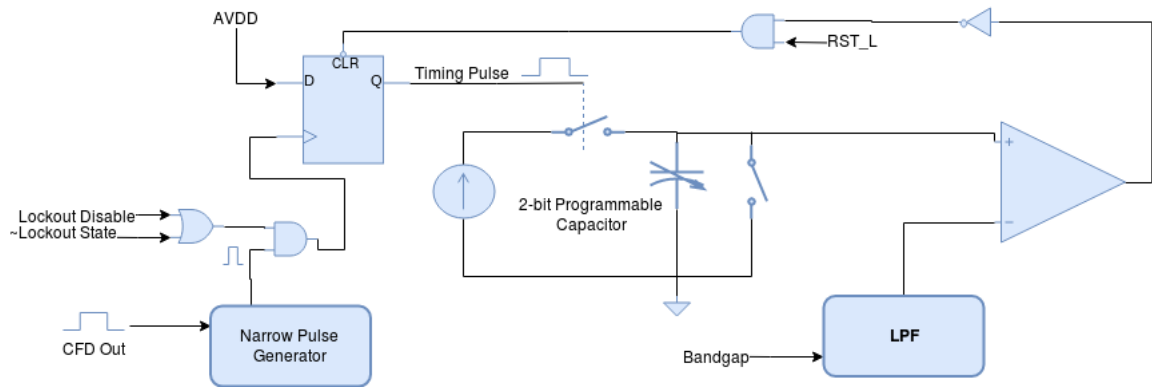 AVDD
RST_L
CLR
D
Q
Timing Pulse
+
2-bit Programmable
Capacitor
Lockout Disable
~Lockout State
−
Narrow Pulse
Generator
CFD Out
LPF
Bandgap